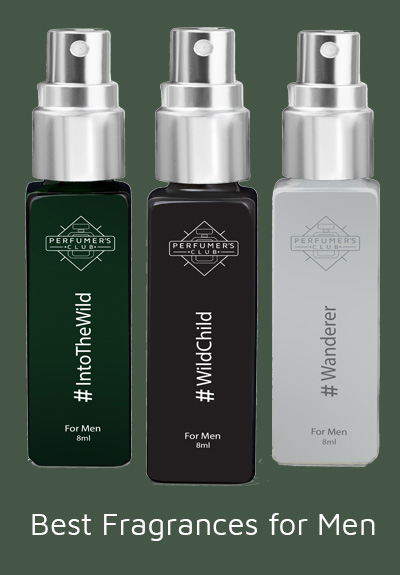 PERFUMER'S
CLUB
#IntoTheWild
For Men
8ml
PERFUMER'S
CLUB
#WildChild
For Men
8ml
PERFUMER'S
CLUB
#Wanderer
For Men
8ml
Best Fragrances for Men